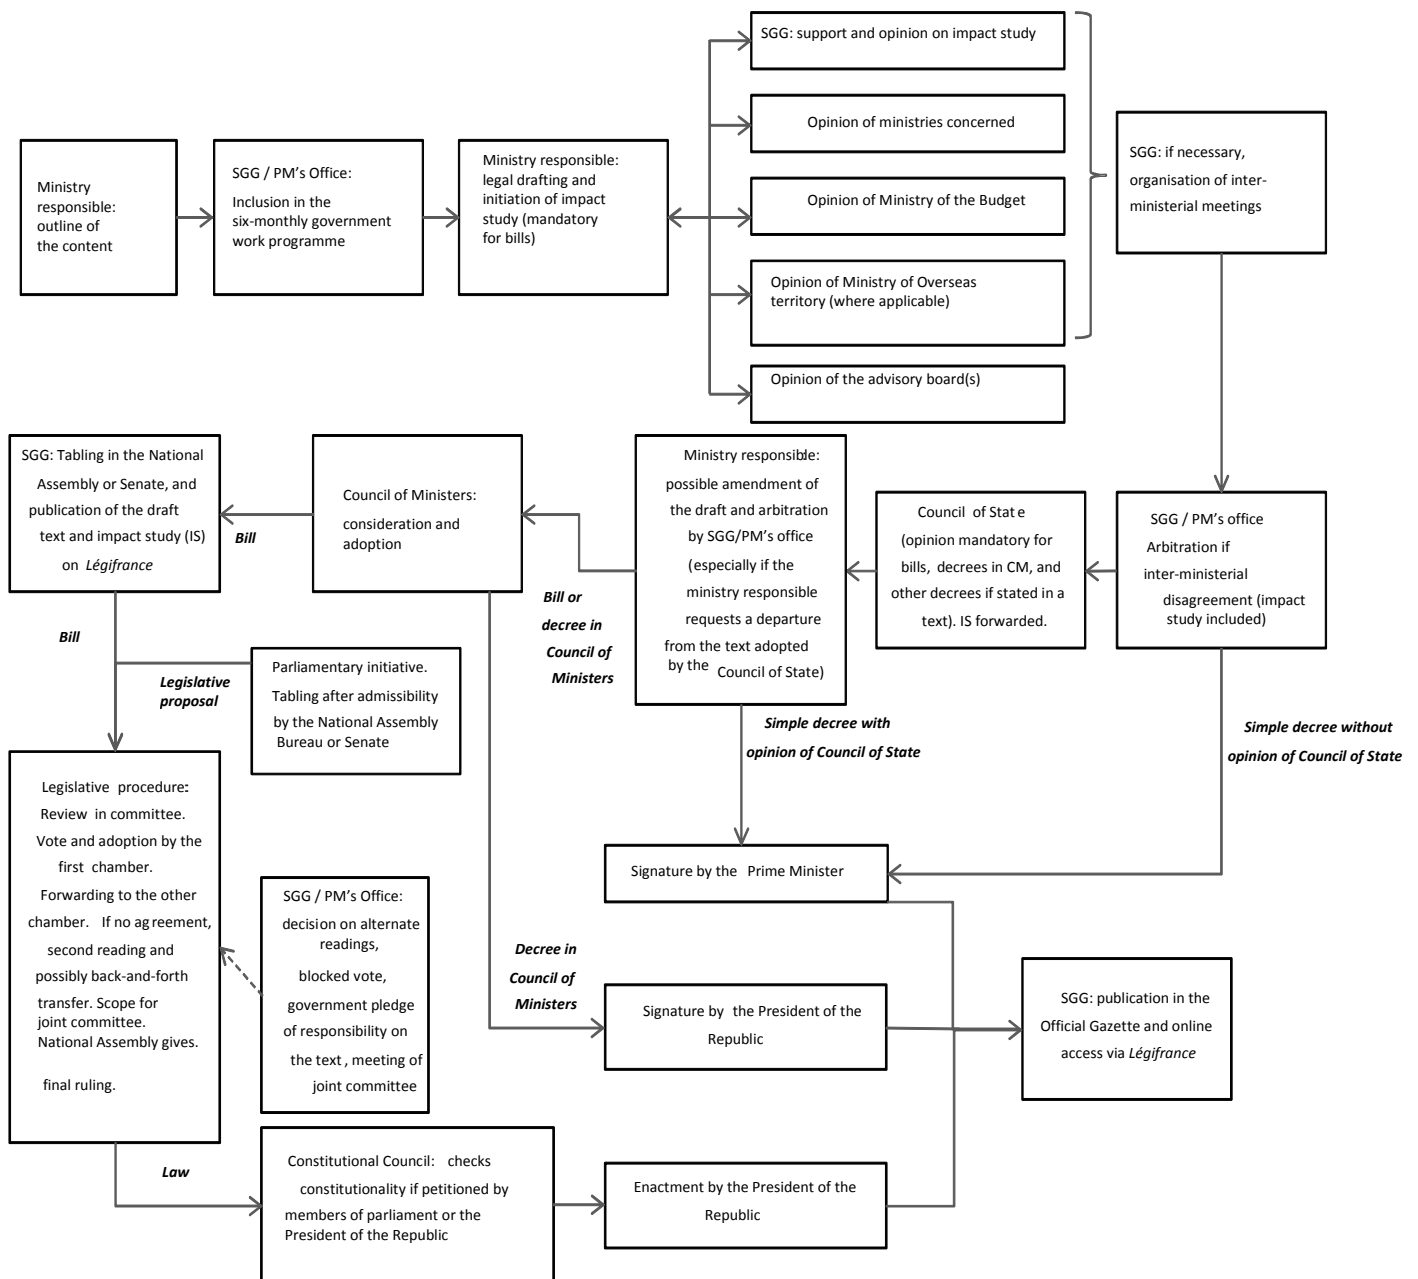 SGG: support and opinion on impact study
Opinion of ministries concerned
Opinion of Ministry of the Budget
Opinion of Ministry of Overseas
territory (where applicable)
Opinion of the advisory board(s)
Ministry
responsible:
outline of
the content
SGG / PM's Office:
Inclusion in the
six-monthly government
work programme
Ministry responsible:
legal drafting and
initiation of impact
study (mandatory
for bills)
SGG: if necessary,
organisation of inter-
ministerial meetings
SGG: Tabling in the National
Assembly or Senate, and
publication of the draft
text and impact study (IS)
on Légifrance
Bill
Council of Ministers:
consideration and
adoption
Bill or
decree in
Council of
Ministers
Ministry responsible:
possible amendment of
the draft and arbitration
by SGG/PM's office
(especially if the
ministry responsible
requests a departure
from the text adopted
by the Council of State)
Council of State
(opinion mandatory for
bills, decrees in CM, and
other decrees if stated in a
text). IS forwarded.
SGG / PM's office
Arbitration if
inter-ministerial
disagreement (impact
study included)
Bill
Legislative
proposal
Parliamentary initiative.
Tabling after admissibility
by the National Assembly
Bureau or Senate
Simple decree with
opinion of Council of State
Simple decree without
opinion of Council of State
Legislative procedure:
Review in committee.
Vote and adoption by the
first chamber.
Forwarding to the other
chamber. If no agreement,
second reading and
possibly back-and-forth
transfer. Scope for
joint committee.
National Assembly gives.
final ruling.
SGG / PM's Office:
decision on alternate
readings,
blocked vote,
government pledge
of responsibility on
the text, meeting of
joint committee
Signature by the Prime Minister
Decree in
Council of
Ministers
Signature by the President of the
Republic
SGG: publication in the
Official Gazette and online
access via Légifrance
Law
Constitutional Council: checks
constitutionality if petitioned by
members of parliament or the
President of the Republic
Enactment by the President of the
Republic